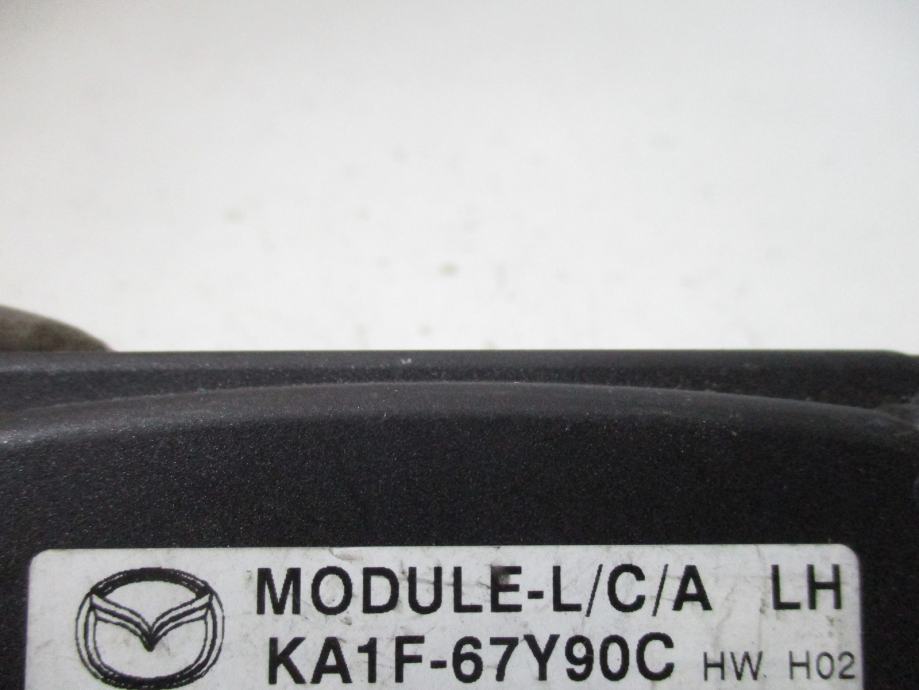 MODULE-L/C/A LH
KA1F-67Y90C HW H02